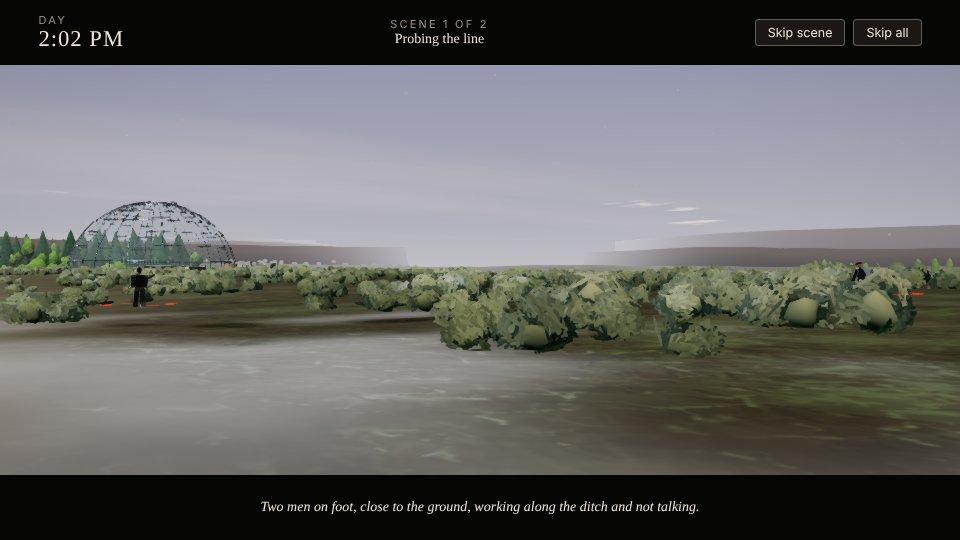 DAY
2:02 PM
SCENE 1 OF 2
Probing the line
Skip scene
Skip all
Two men on foot, close to the ground, working along the ditch and not talking.